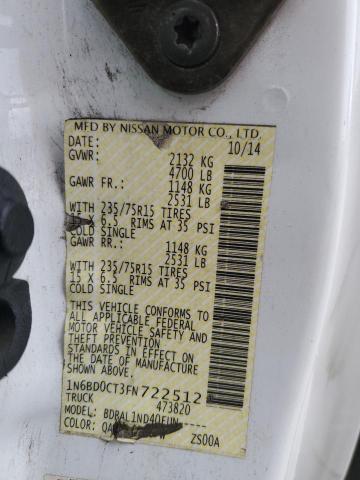 MFD BY NISSAN MOTOR CO., LTD.
DATE: 10/14
GVWR: 2132 KG
4700 LB
GAWR FR.: 1148 KG
2531 LB
WITH 235/75R15 TIRES
X 6.5 RIMS AT 35 PSI
COLD SINGLE
GAWR RR.: 1148 KG
2531 LB
WITH 235/75R15 TIRES
15 X 6.5 RIMS AT 35 PSI
COLD SINGLE
THIS VEHICLE CONFORMS TO
ALL APPLICABLE FEDERAL
MOTOR VEHICLE SAFETY AND
THEFT PREVENTION
STANDARDS IN EFFECT ON THE
DATE OF MANUFACTURE
SHOWN ABOVE.
1N6BD0CT3FN722512
TRUCK 473820
MODEL:
COLOR: ZS00A